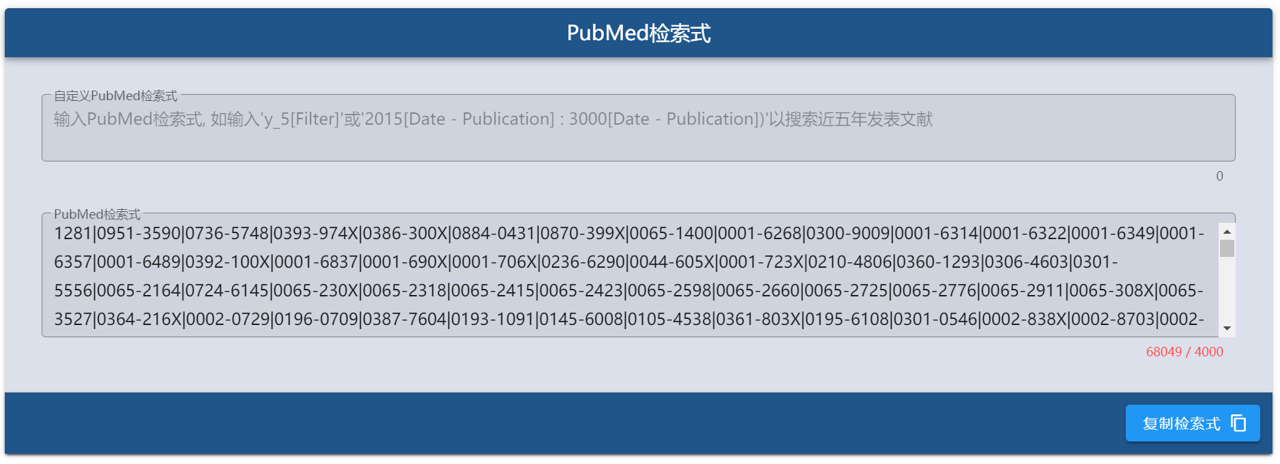 PubMed检索式
自定义PubMed检索式
输入PubMed检索式, 如输入'y_5[Filter]'或'2015[Date - Publication] : 3000[Date - Publication])'以搜索近五年发表文献
0
PubMed检索式
1281|0951-3590|0736-5748|0393-974X|0386-300X|0884-0431|0870-399X|0065-1400|0001-6268|0300-9009|0001-6314|0001-6322|0001-6349|0001-
6357|0001-6489|0392-100X|0001-6837|0001-690X|0001-706X|0236-6290|0044-605X|0001-723X|0210-4806|0360-1293|0306-4603|0301-
5556|0065-2164|0724-6145|0065-230X|0065-2318|0065-2415|0065-2423|0065-2598|0065-2660|0065-2725|0065-2776|0065-2911|0065-308X|0065-
3527|0364-216X|0002-0729|0196-0709|0387-7604|0193-1091|0145-6008|0105-4538|0361-803X|0195-6108|0301-0546|0002-838X|0002-8703|0002-
68049 / 4000
复制检索式